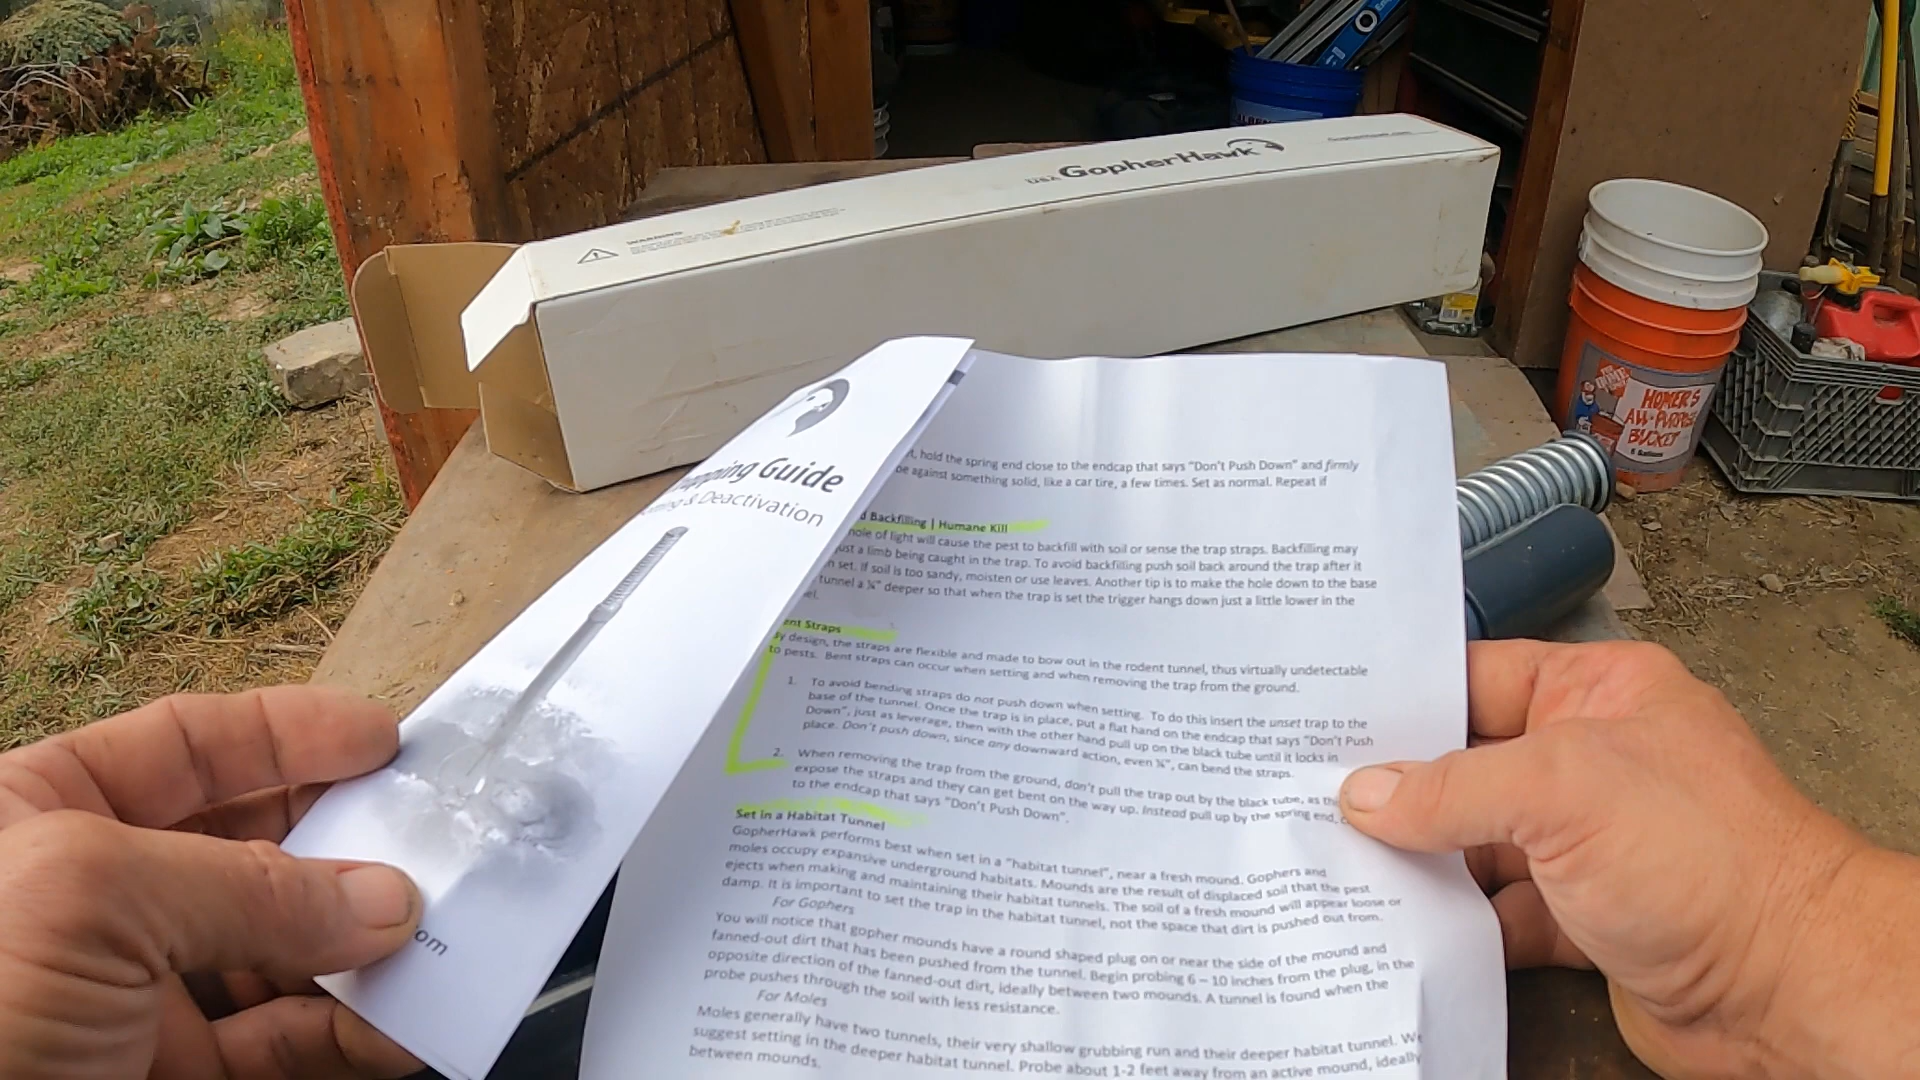 USA GopherHawk
GopherHawk.com
WARNING
pping Guide
& Deactivation
om
hold the spring end close to the endcap that says "Don't Push Down" and firmly
against something solid, like a car tire, a few times. Set as normal. Repeat if
d Backfilling | Humane Kill
hole of light will cause the pest to backfill with soil or sense the trap straps. Backfilling may
ust a limb being caught in the trap. To avoid backfilling push soil back around the trap after it
n set. If soil is too sandy, moisten or use leaves. Another tip is to make the hole down to the base
tunnel a ¼" deeper so that when the trap is set the trigger hangs down just a little lower in the
el.
ent Straps
By design, the straps are flexible and made to bow out in the rodent tunnel, thus virtually undetectable
to pests. Bent straps can occur when setting and when removing the trap from the ground.
1. To avoid bending straps do not push down when setting. To do this insert the unset trap to the
base of the tunnel. Once the trap is in place, put a flat hand on the endcap that says "Don't Push
Down", just as leverage, then with the other hand pull up on the black tube until it locks in
place. Don't push down, since any downward action, even ¼", can bend the straps.
2. When removing the trap from the ground, don't pull the trap out by the black tube, as th
expose the straps and they can get bent on the way up. Instead pull up by the spring end, c
to the endcap that says "Don't Push Down".
Set in a Habitat Tunnel
GopherHawk performs best when set in a "habitat tunnel", near a fresh mound. Gophers and
moles occupy expansive underground habitats. Mounds are the result of displaced soil that the pest
ejects when making and maintaining their habitat tunnels. The soil of a fresh mound will appear loose or
damp. It is important to set the trap in the habitat tunnel, not the space that dirt is pushed out from.
For Gophers
You will notice that gopher mounds have a round shaped plug on or near the side of the mound and
fanned-out dirt that has been pushed from the tunnel. Begin probing 6 – 10 inches from the plug, in the
opposite direction of the fanned-out dirt, ideally between two mounds. A tunnel is found when the
probe pushes through the soil with less resistance.
For Moles
Moles generally have two tunnels, their very shallow grubbing run and their deeper habitat tunnel. We
suggest setting in the deeper habitat tunnel. Probe about 1-2 feet away from an active mound, ideally
between mounds.
THE HOME
HOMER'S
ALL-PURPOSE
BUCKET
5 Gallons